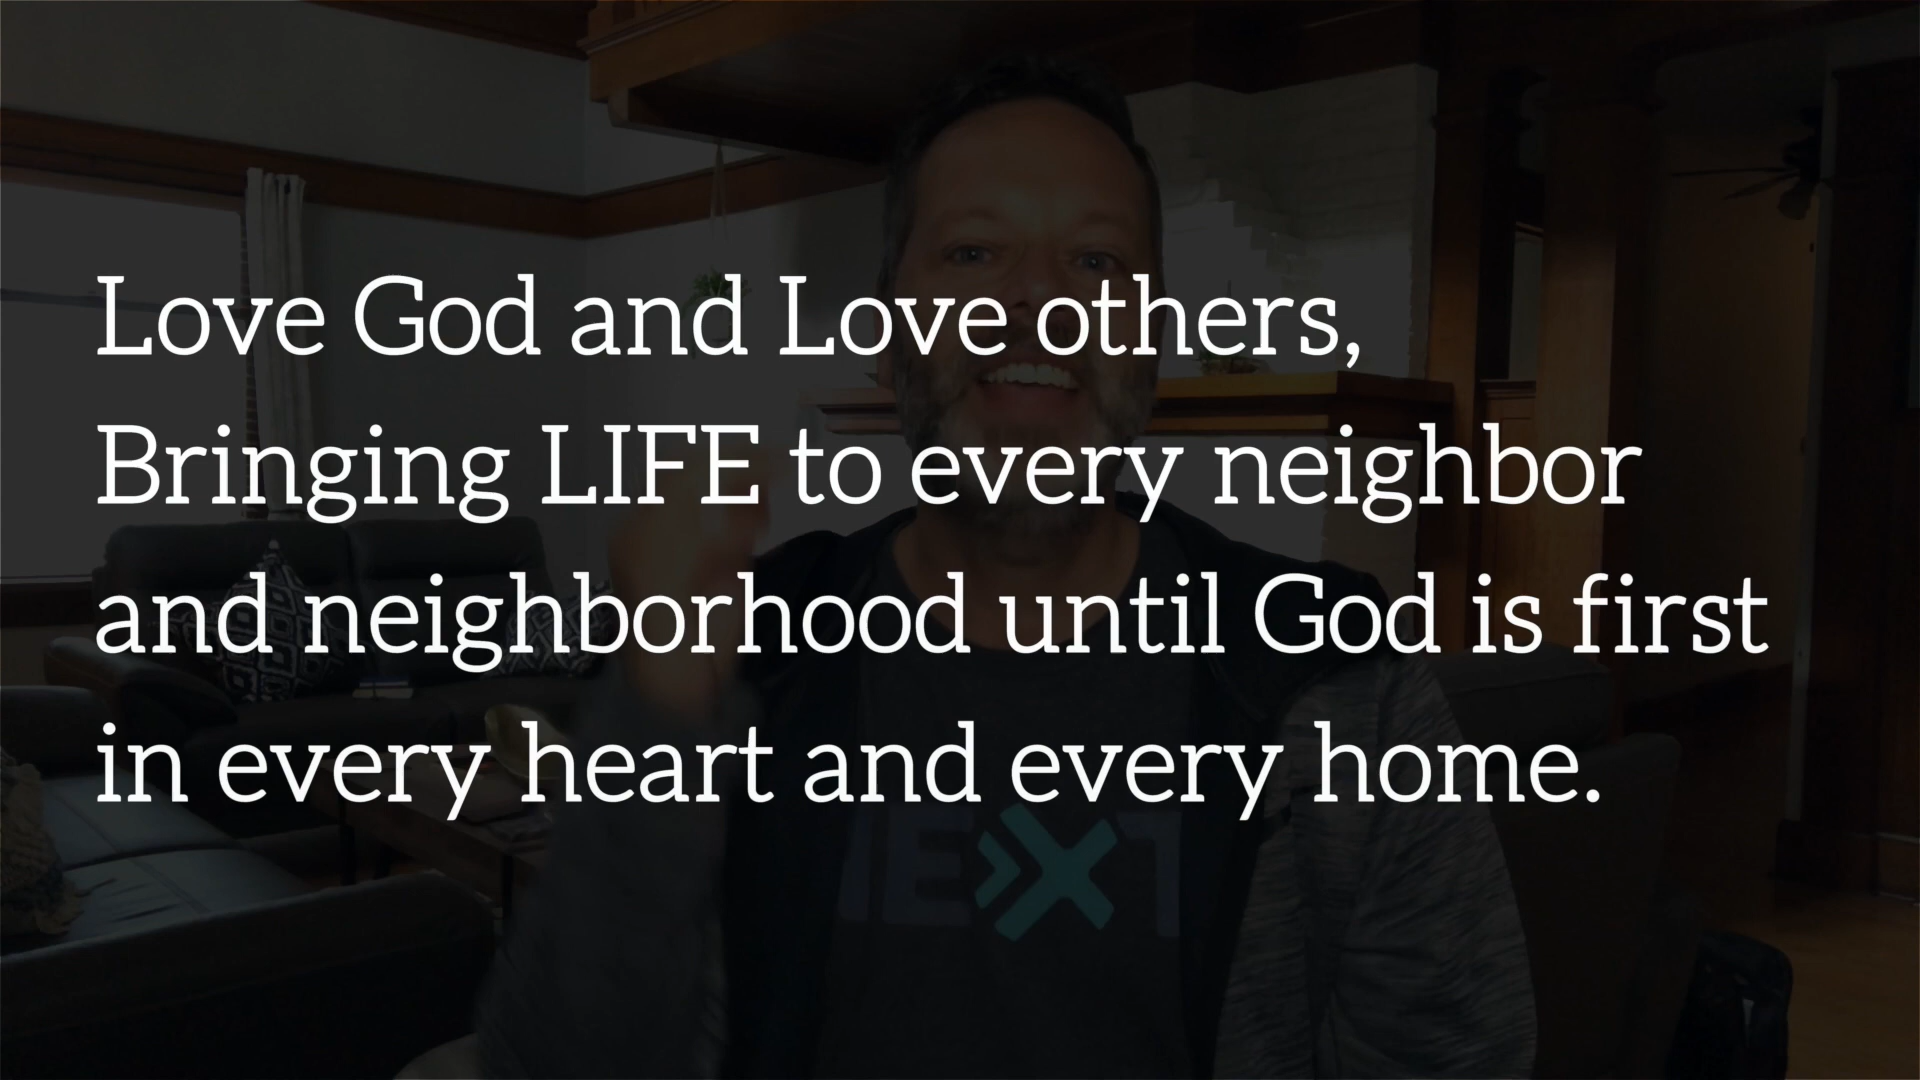 Love God and Love others,
Bringing LIFE to every neighbor
and neighborhood until God is first
in every heart and every home.
NEXT